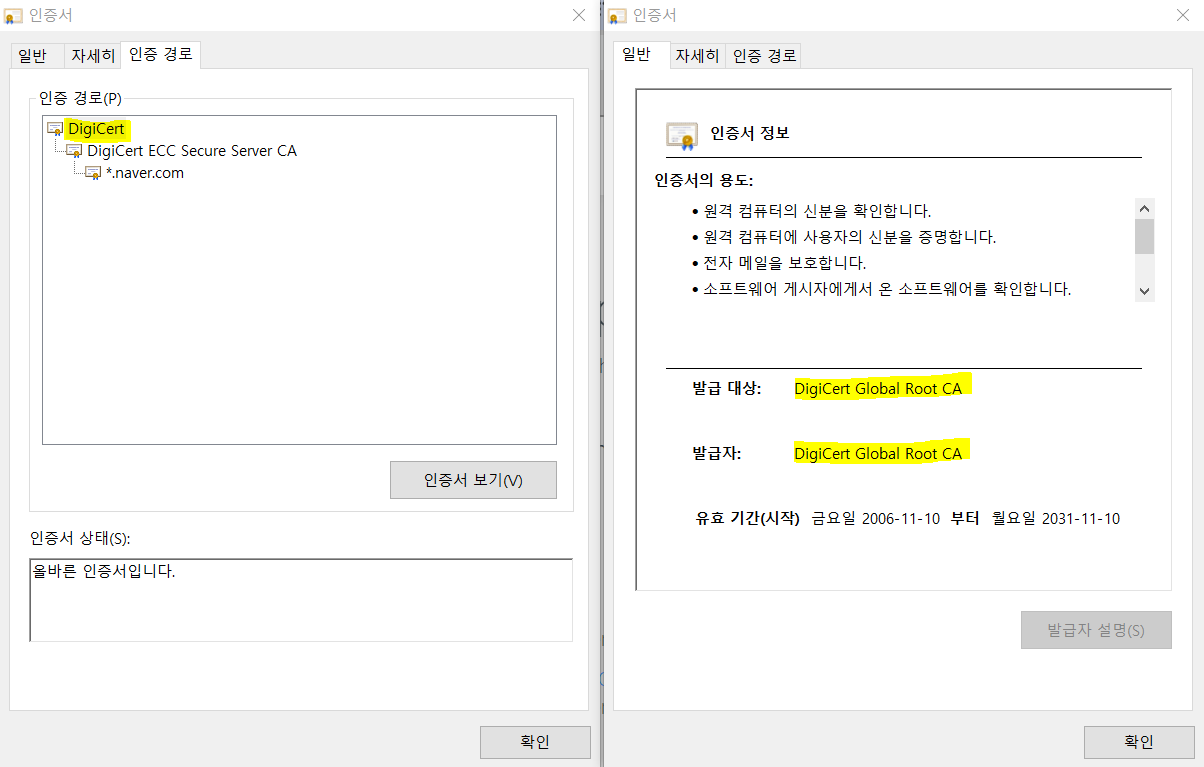 인증서
일반
자세히
인증 경로
인증 경로(P)
DigiCert
DigiCert ECC Secure Server CA
*.naver.com
인증서 보기(V)
인증서 상태(S):
올바른 인증서입니다.
확인
인증서
일반
자세히
인증 경로
인증서 정보
인증서의 용도:
• 원격 컴퓨터의 신분을 확인합니다.
• 원격 컴퓨터에 사용자의 신분을 증명합니다.
• 전자 메일을 보호합니다.
• 소프트웨어 게시자에게서 온 소프트웨어를 확인합니다.
발급 대상: DigiCert Global Root CA
발급자: DigiCert Global Root CA
유효 기간(시작) 금요일 2006-11-10 부터 월요일 2031-11-10
발급자 설명(S)
확인